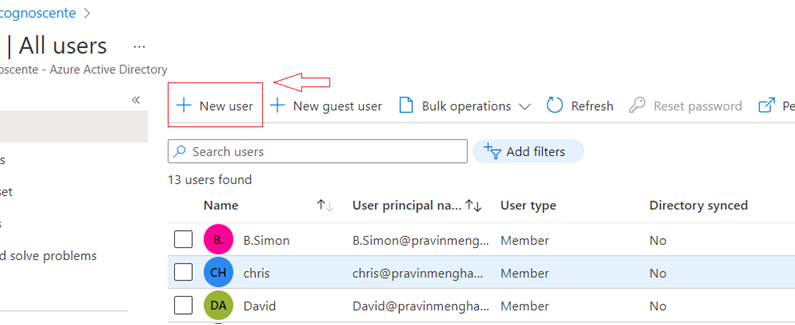 cognoscente >
| All users ...
oscente - Azure Active Directory
«
+ New user + New guest user Bulk operations Refresh Reset password Pe
s
Search users Add filters
set
13 users found
Name User principal na... User type Directory synced
s
B. B.Simon B.Simon@pravinmeng... Member No
d solve problems
CH chris chris@pravinmengha... Member No
DA David David@pravinmengha... Member No